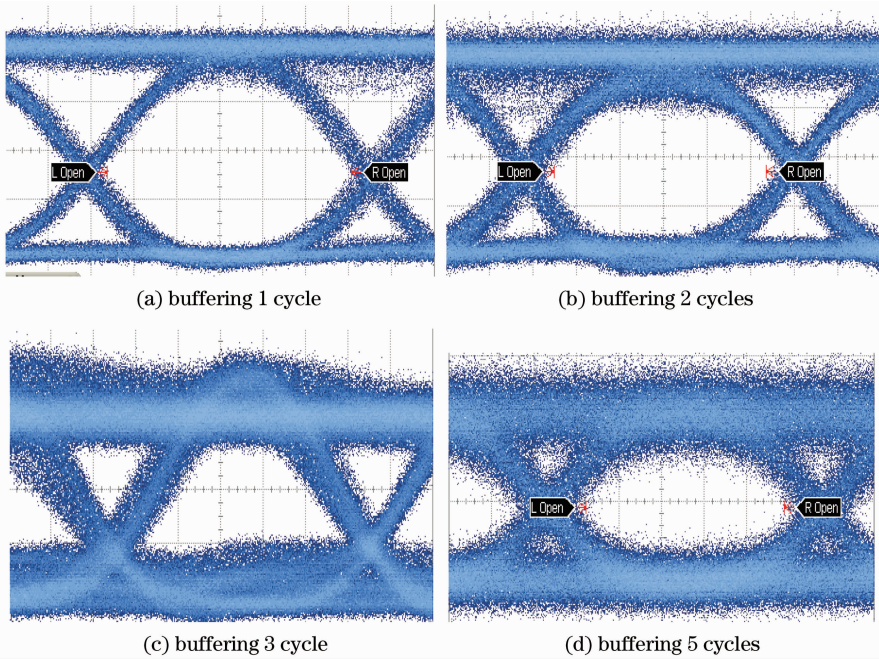 L Open
R Open
L Open
R Open
(a) buffering 1 cycle
(b) buffering 2 cycles
L Open
R Open
(c) buffering 3 cycle
(d) buffering 5 cycles